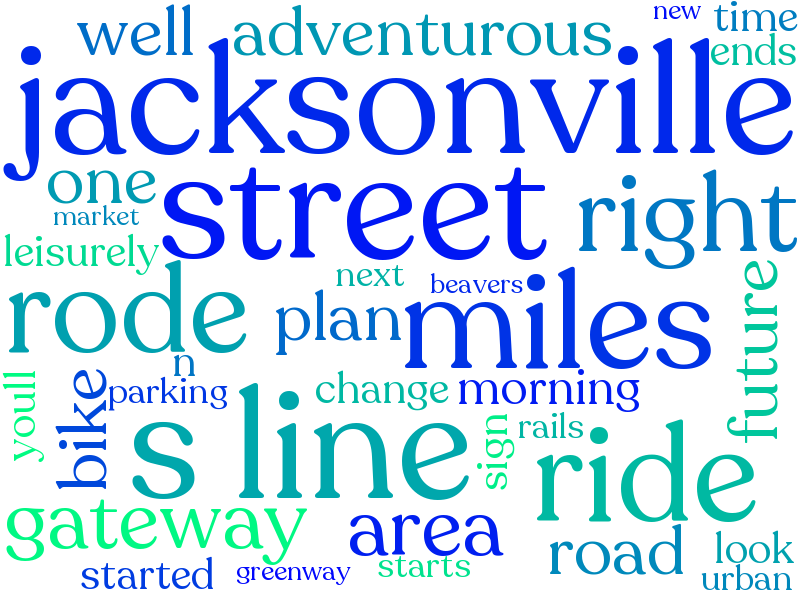 new
time
well
adventurous
ends
jacksonville
one
street
right
market
leisurely
next
beavers
rode
plan
miles
future
n
youll
bike
parking
change
morning
s line
sign
rails
ride
gateway
area
road
look
started
greenway
starts
urban